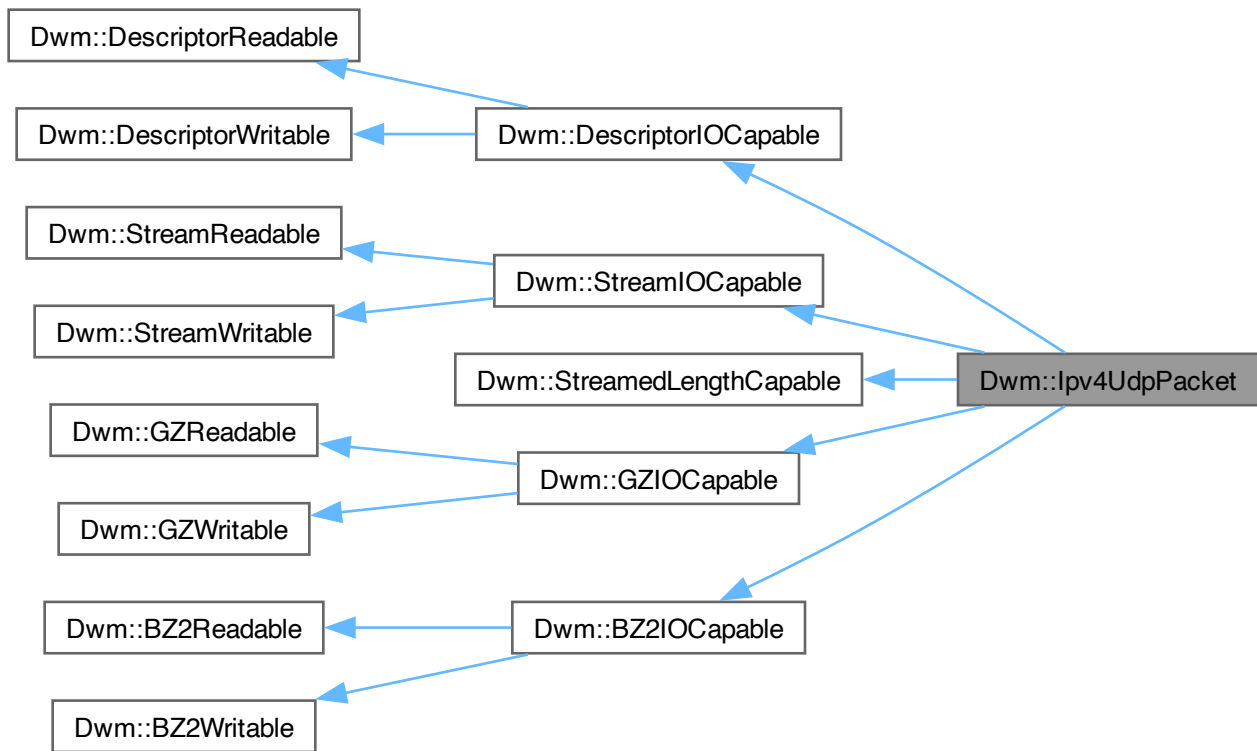 Dwm::DescriptorReadable
Dwm::DescriptorWritable
Dwm::DescriptorIOCapable
Dwm::StreamReadable
Dwm::StreamIOCapable
Dwm::StreamWritable
Dwm::StreamedLengthCapable
Dwm::Ipv4UdpPacket
Dwm::GZReadable
Dwm::GZIOCapable
Dwm::GZWritable
Dwm::BZ2Readable
Dwm::BZ2IOCapable
Dwm::BZ2Writable